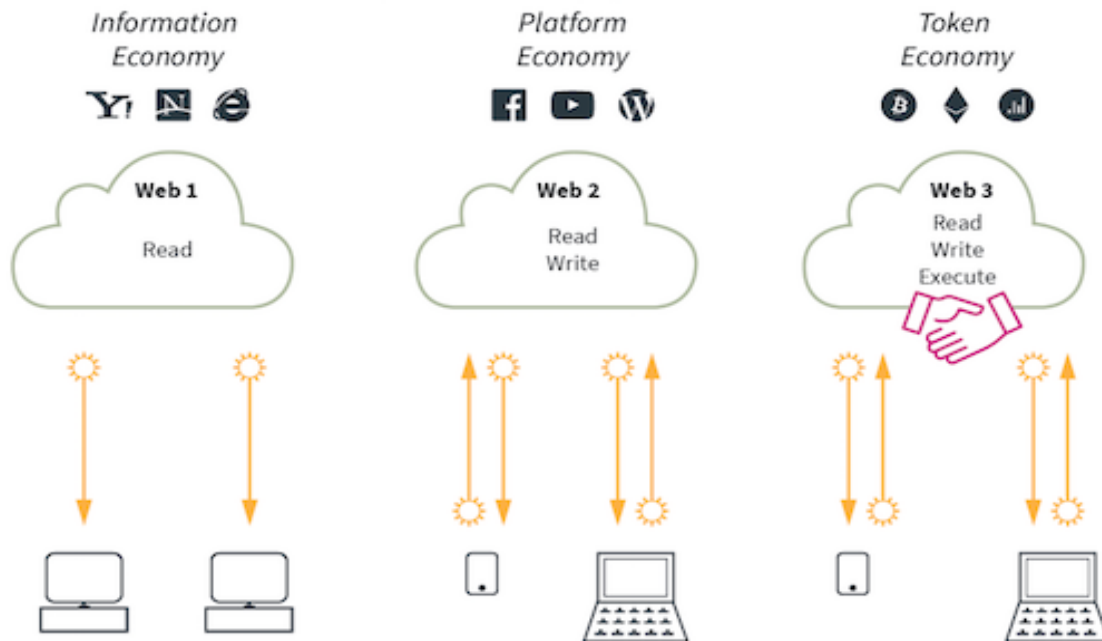 Information
Economy
Platform
Economy
Token
Economy
Web 1
Read
Web 2
Read
Write
Web 3
Read
Write
Execute